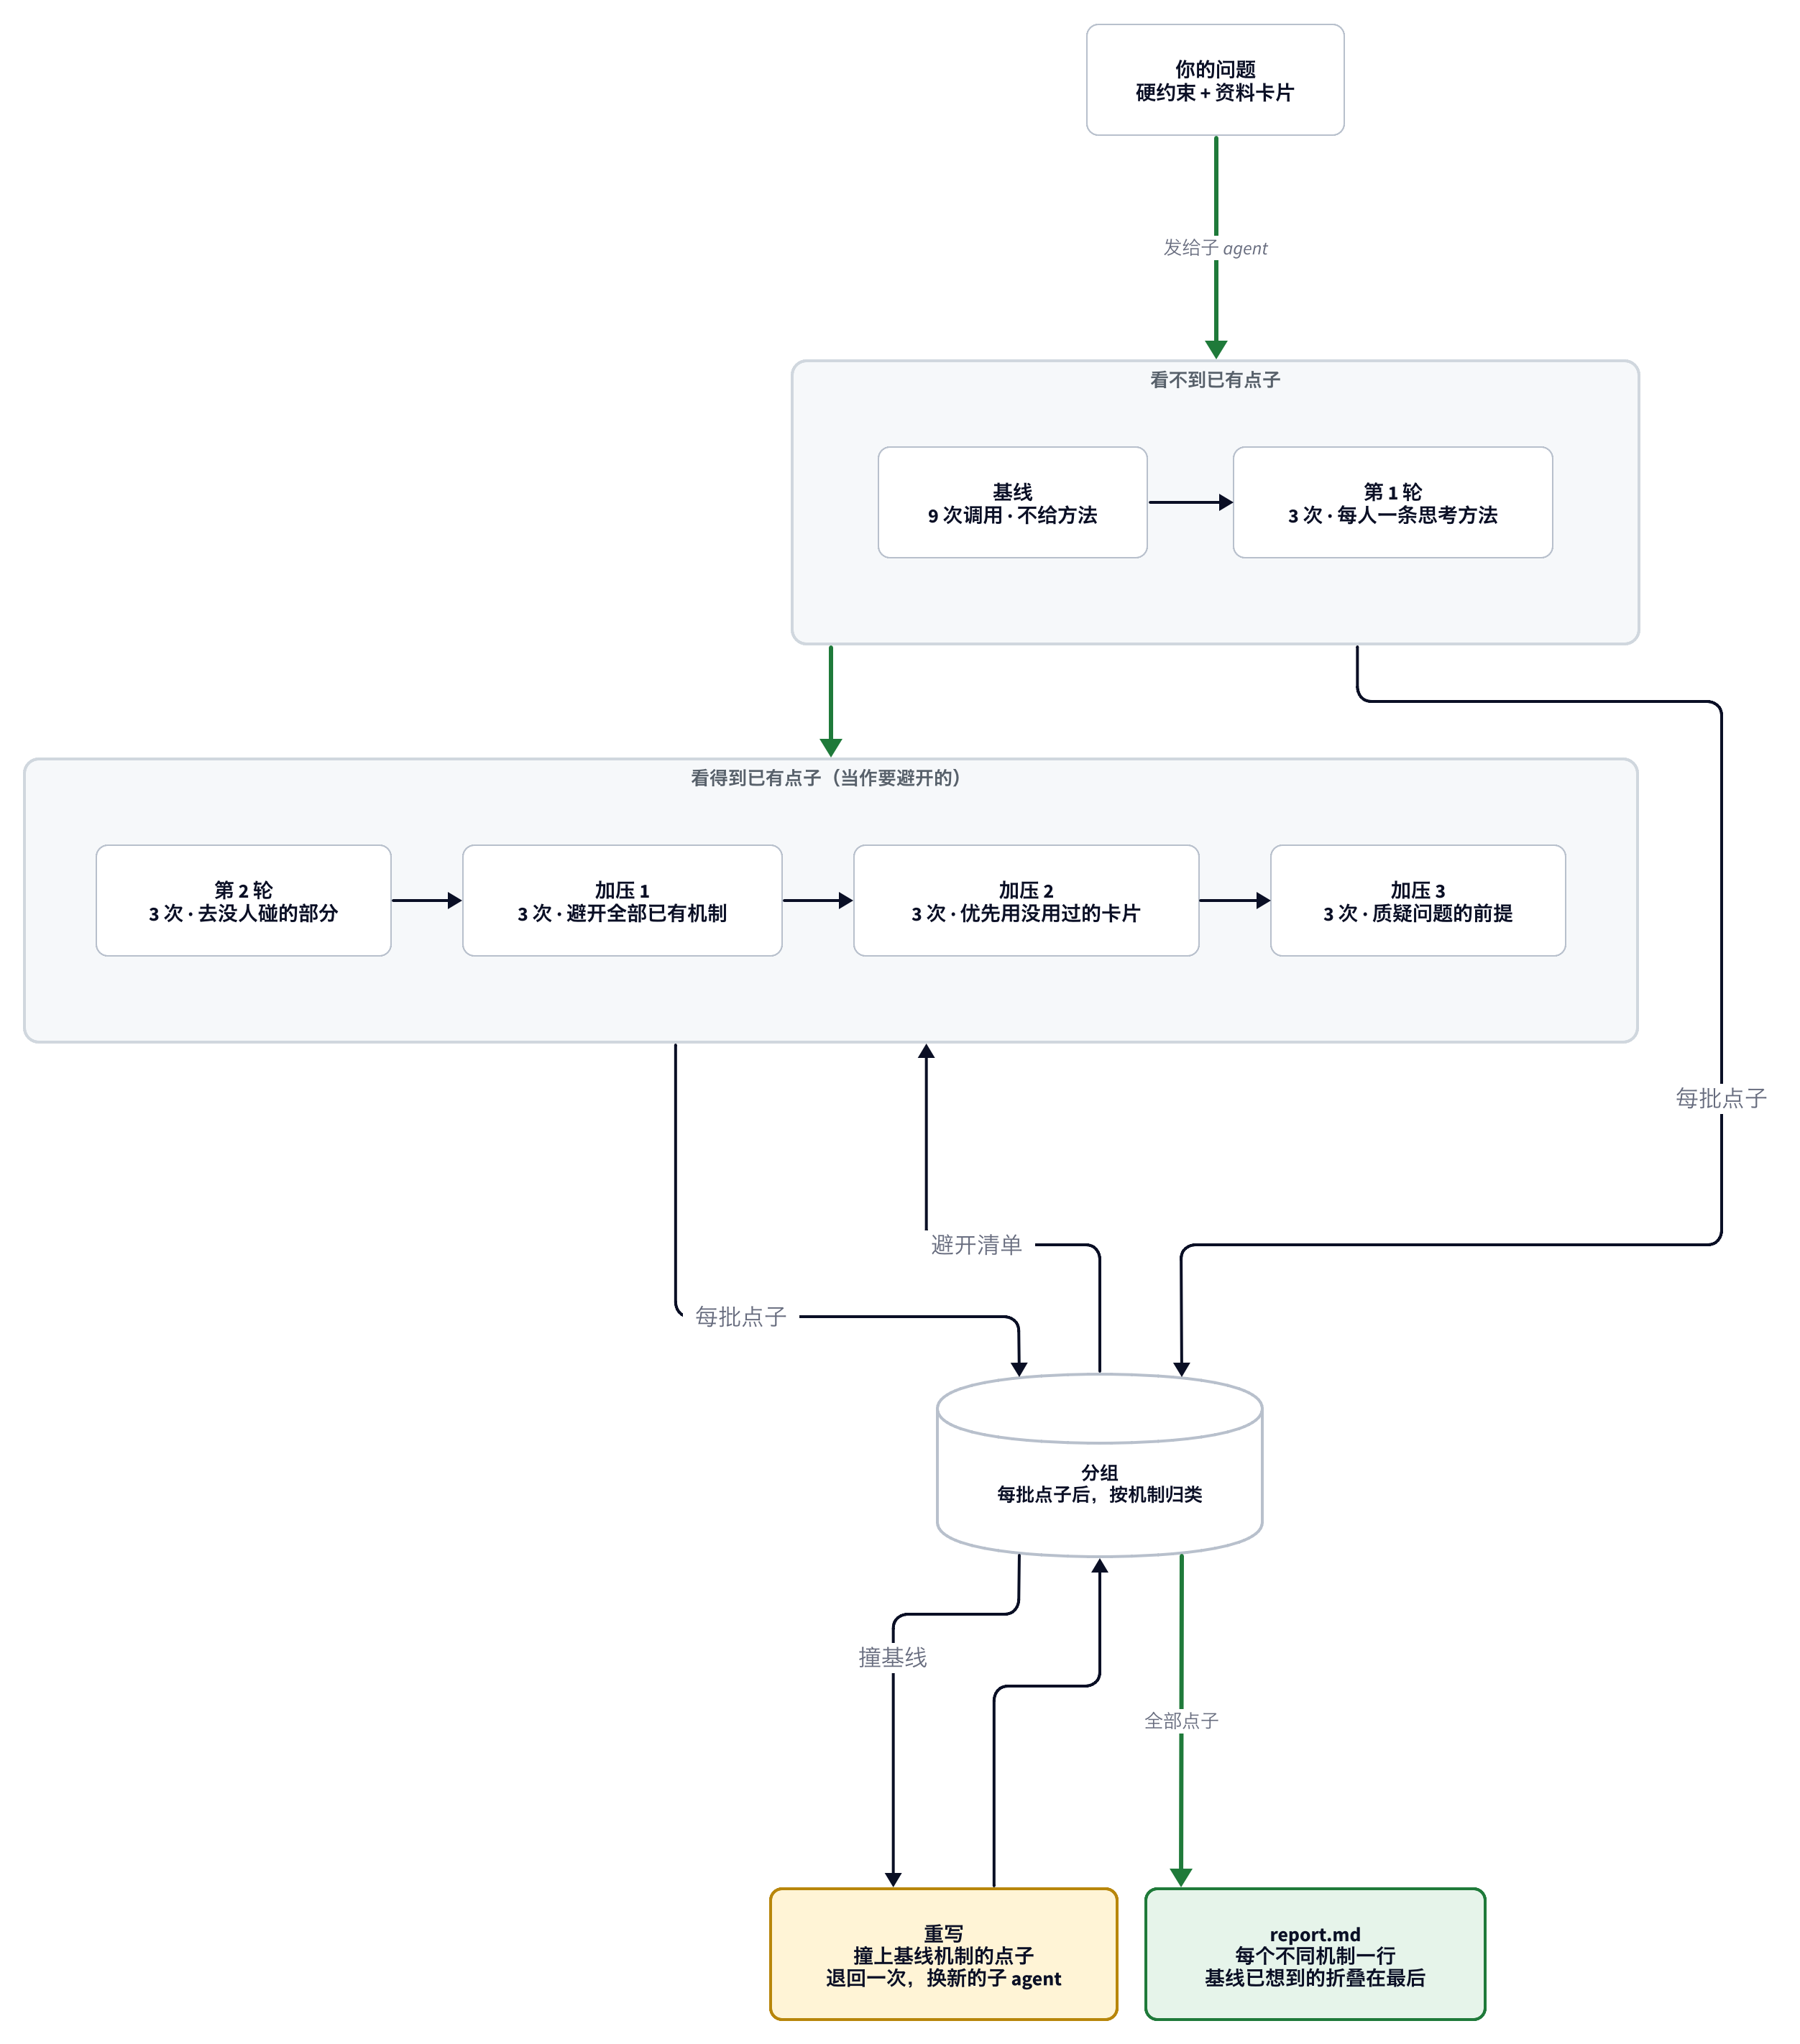 你的问题
硬约束 + 资料卡片
发给子 agent
看不到已有点子
基线
9 次调用 · 不给方法
第 1 轮
3 次 · 每人一条思考方法
看得到已有点子（当作要避开的）
第 2 轮
3 次 · 去没人碰的部分
加压 1
3 次 · 避开全部已有机制
加压 2
3 次 · 优先用没用过的卡片
加压 3
3 次 · 质疑问题的前提
每批点子
避开清单
每批点子
分组
每批点子后，按机制归类
撞基线
全部点子
重写
撞上基线机制的点子
退回一次，换新的子 agent
report.md
每个不同机制一行
基线已想到的折叠在最后